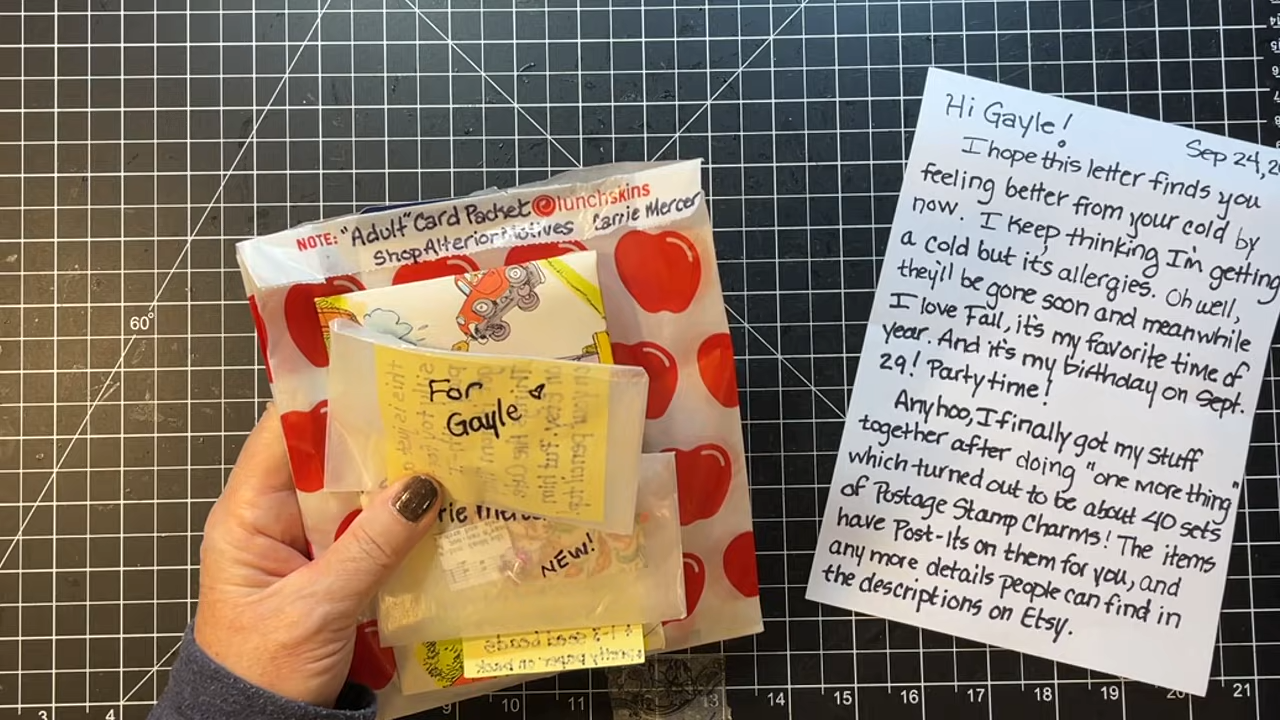 Hi Gayle!
Sep 24, 2
I hope this letter finds you
feeling better from your cold by
now. I keep thinking I'm getting
a cold but it's allergies. Oh well,
they'll be gone soon and meanwhile
I love Fall, it's my favorite time of
year. And it's my birthday on Sept.
29! Party time!
Anyhoo, I finally got my stuff
together after doing "one more thing"
which turned out to be about 40 sets
of Postage Stamp Charms! The items
have Post-Its on them for you, and
any more details people can find in
the descriptions on Etsy.
NOTE: "Adult" Card Packet lunchskins
ShopAlteriorMotives Carrie Mercer
For
Gayle
NEW!
60°
3 4 9 10 11 13 14 15 16 17 18 19 20 21